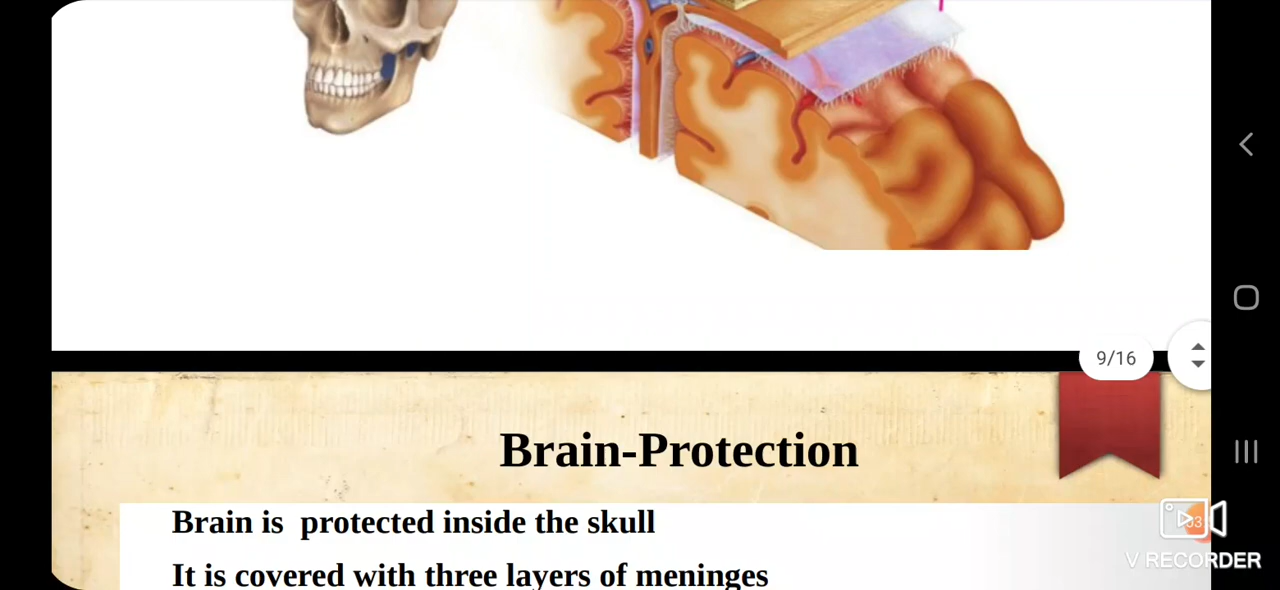 9/16
Brain-Protection
Brain is protected inside the skull
03
V RECORDER
It is covered with three layers of meninges